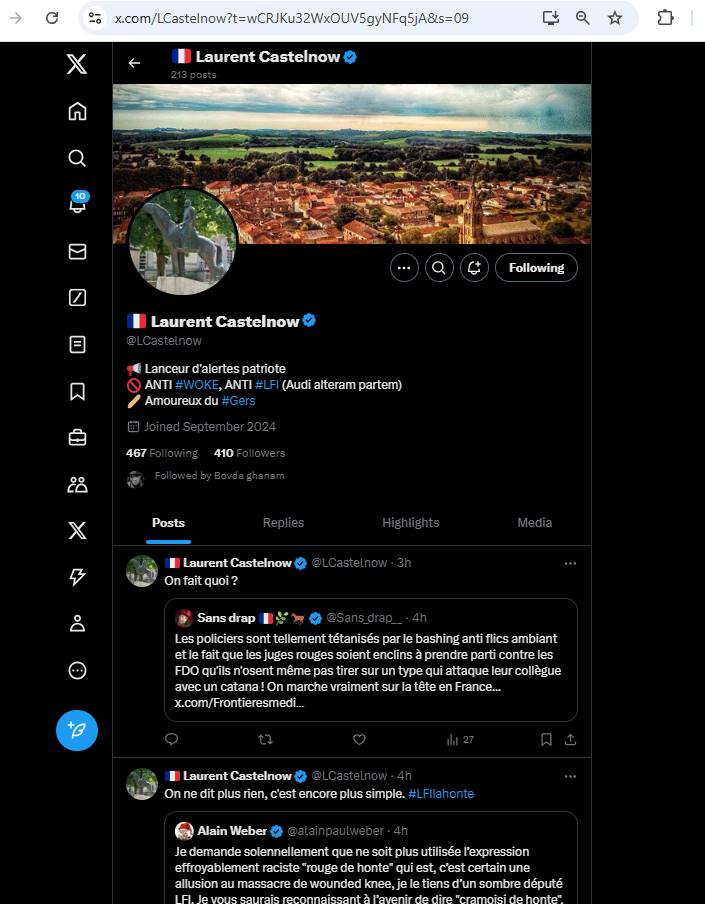 x.com/LCastelnow?t=wCRJKu32WxOUV5gyNFq5jA&s=09
Laurent Castelnow
213 posts
10
Following
Laurent Castelnow
@LCastelnow
Lanceur d'alertes patriote
ANTI #WOKE, ANTI #LFI (Audi alteram partem)
Amoureux du #Gers
Joined September 2024
467 Following 410 Followers
Followed by Bovda ghanam
Posts Replies Highlights Media
Laurent Castelnow @LCastelnow · 3h
On fait quoi ?
Sans drap @Sans_drap__ · 4h
Les policiers sont tellement tétanisés par le bashing anti flics ambiant
et le fait que les juges rouges soient enclins à prendre parti contre les
FDO qu'ils n'osent même pas tirer sur un type qui attaque leur collègue
avec un catana ! On marche vraiment sur la tête en France...
x.com/Frontieresmedi...
27
Laurent Castelnow @LCastelnow · 4h
On ne dit plus rien, c'est encore plus simple. #LFIlahonte
Alain Weber @alainpaulweber · 4h
Je demande solennellement que ne soit plus utilisée l'expression
effroyablement raciste "rouge de honte" qui est, c'est certain une
allusion au massacre de wounded knee, je le tiens d'un sombre député
LFI. Je vous saurais reconnaissant à l'avenir de dire "cramoisi de honte".